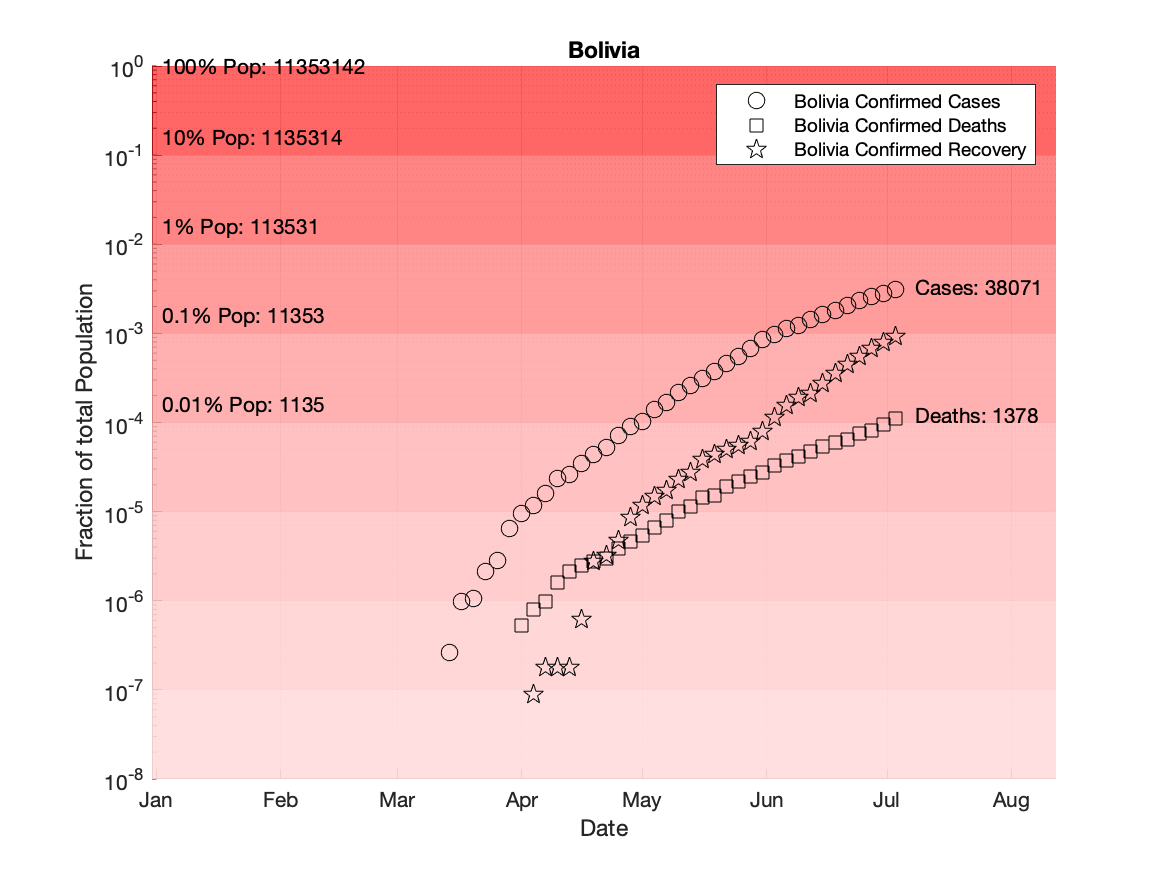 Bolivia
10^0
100% Pop: 11353142
Bolivia Confirmed Cases
Bolivia Confirmed Deaths
Bolivia Confirmed Recovery
10% Pop: 1135314
10^-1
1% Pop: 113531
10^-2
Cases: 38071
0.1% Pop: 11353
10^-3
0.01% Pop: 1135
Deaths: 1378
10^-4
10^-5
10^-6
10^-7
10^-8
Fraction of total Population
Jan Feb Mar Apr May Jun Jul Aug
Date